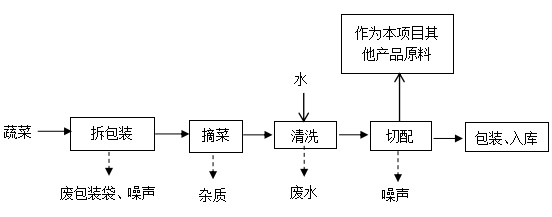 作为本项目其
他产品原料
水
蔬菜
拆包装
摘菜
清洗
切配
包装、入库
废包装袋、噪声
杂质
废水
噪声